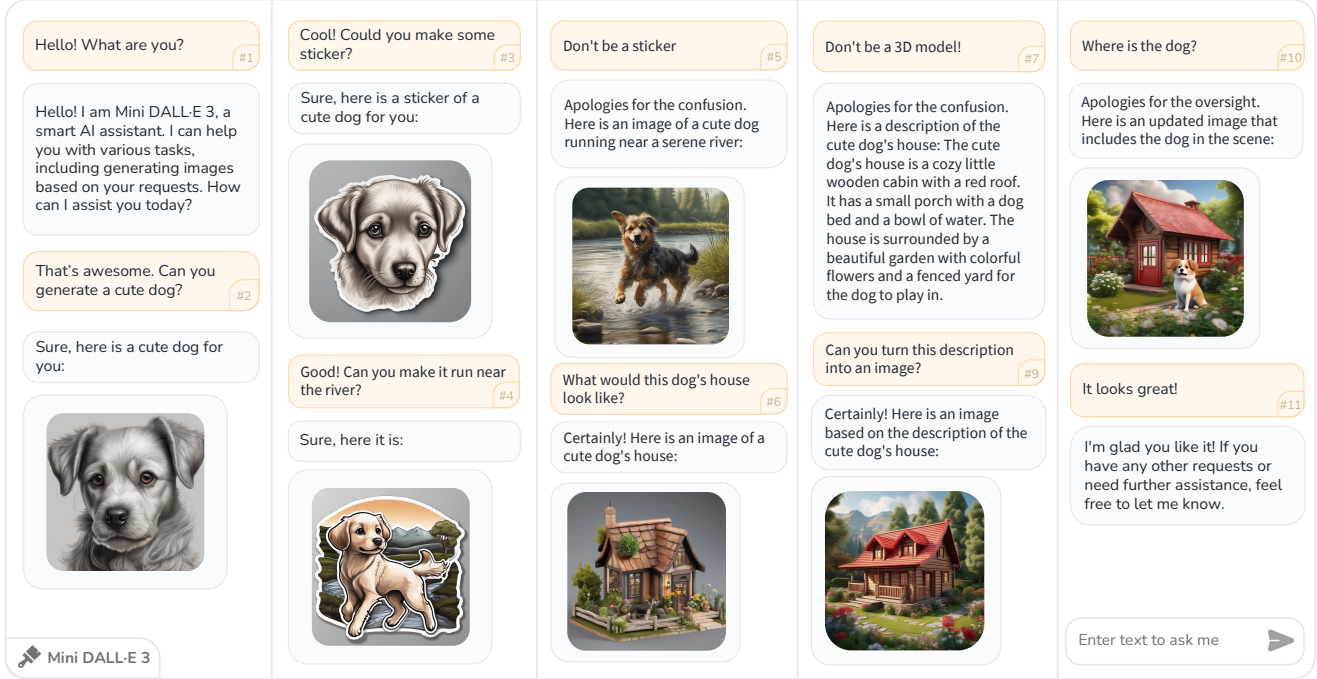 Hello! What are you?
#1
Hello! I am Mini DALL·E 3, a
smart AI assistant. I can help
you with various tasks,
including generating images
based on your requests. How
can I assist you today?
That's awesome. Can you
generate a cute dog?
#2
Sure, here is a cute dog for
you:
Mini DALL·E 3
Cool! Could you make some
sticker?
#3
Sure, here is a sticker of a
cute dog for you:
Good! Can you make it run near
the river?
#4
Sure, here it is:
Don't be a sticker
#5
Apologies for the confusion.
Here is an image of a cute dog
running near a serene river:
What would this dog's house
look like?
#6
Certainly! Here is an image of a
cute dog's house:
Don't be a 3D model!
#7
Apologies for the confusion.
Here is a description of the
cute dog's house: The cute
dog's house is a cozy little
wooden cabin with a red roof.
It has a small porch with a dog
bed and a bowl of water. The
house is surrounded by a
beautiful garden with colorful
flowers and a fenced yard for
the dog to play in.
Can you turn this description
into an image?
#9
Certainly! Here is an image
based on the description of the
cute dog's house:
Where is the dog?
#10
Apologies for the oversight.
Here is an updated image that
includes the dog in the scene:
It looks great!
#11
I'm glad you like it! If you
have any other requests or
need further assistance, feel
free to let me know.
Enter text to ask me